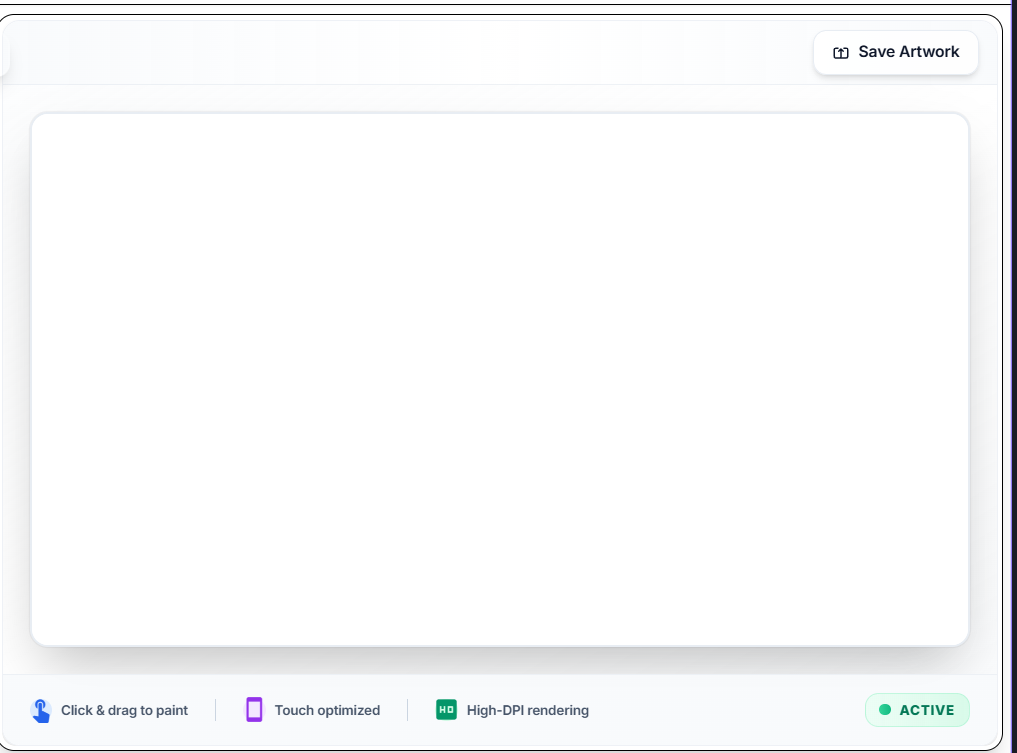 Save Artwork
Click & drag to paint
Touch optimized
HD
High-DPI rendering
ACTIVE